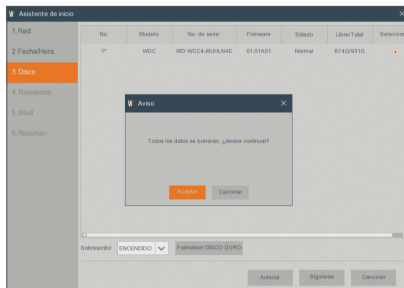 Asistente de inicio
1.Red
2.Fecha/Hora
3.Disco
4.Resolución
5.Móvil
6.Resumen
No Modelo No. de serie. Firmware Estado Libre/Total Seleccion
1* WDC WD-WCC4J6UHLN4E 01.01A01 Normal 874G/931G
Aviso
Todos los datos se borrarán, ¿desea continuar?
Aceptar Cancelar
Sobrescribir ENCENDIDO Formatear DISCO DURO
Anterior Siguiente Cancelar